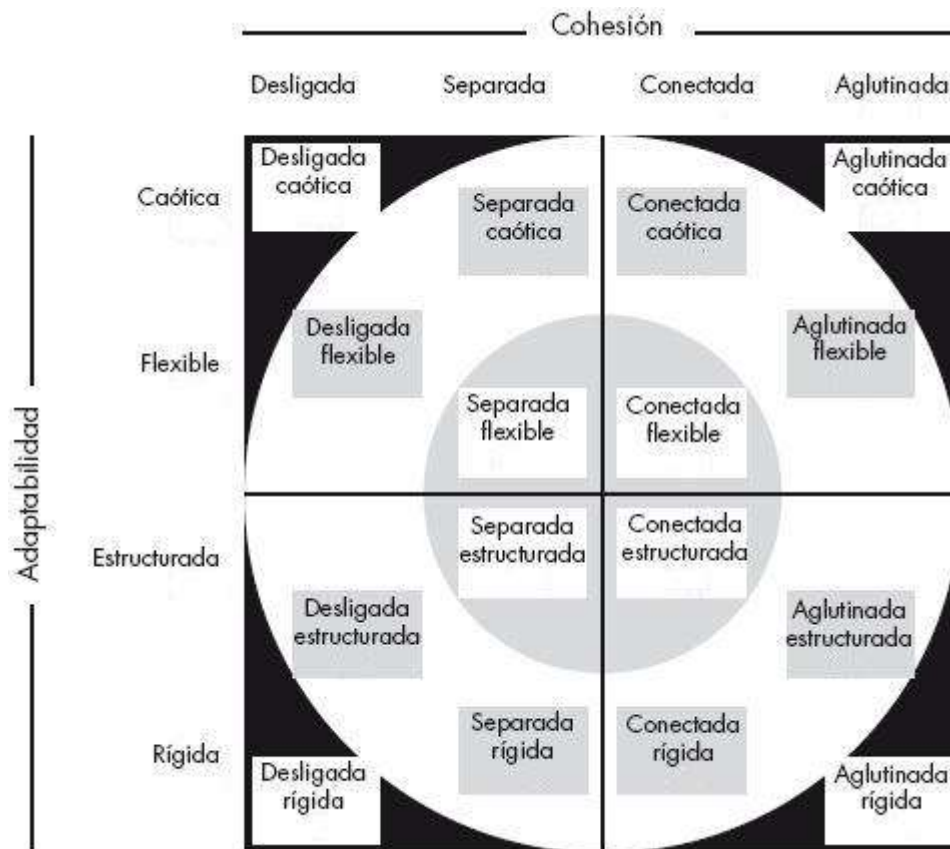 Cohesión
Desligada Separada Conectada Aglutinada
Adaptabilidad
Caótica
Desligada
caótica
Separada
caótica
Conectada
caótica
Aglutinada
caótica
Flexible
Desligada
flexible
Separada
flexible
Conectada
flexible
Aglutinada
flexible
Estructurada
Desligada
estructurada
Separada
estructurada
Conectada
estructurada
Aglutinada
estructurada
Rígida
Desligada
rígida
Separada
rígida
Conectada
rígida
Aglutinada
rígida